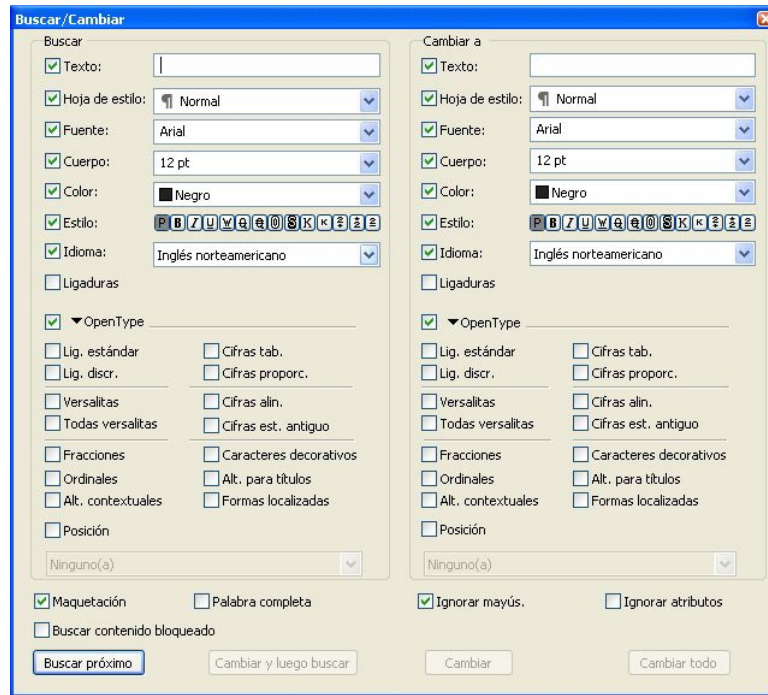 Buscar/Cambiar
Buscar
Texto:
Hoja de estilo: ¶ Normal
Fuente: Arial
Cuerpo: 12 pt
Color: Negro
Estilo: P B I U W
Idioma: Inglés norteamericano
Ligaduras
OpenType
Lig. estándar Cifras tab.
Lig. discr. Cifras proporc.
Versalitas Cifras alin.
Todas versalitas Cifras est. antiguo
Fracciones Caracteres decorativos
Ordinales Alt. para títulos
Alt. contextuales Formas localizadas
Posición
Ninguno(a)
Cambiar a
Texto:
Hoja de estilo: ¶ Normal
Fuente: Arial
Cuerpo: 12 pt
Color: Negro
Estilo: P B I U W
Idioma: Inglés norteamericano
Ligaduras
OpenType
Lig. estándar Cifras tab.
Lig. discr. Cifras proporc.
Versalitas Cifras alin.
Todas versalitas Cifras est. antiguo
Fracciones Caracteres decorativos
Ordinales Alt. para títulos
Alt. contextuales Formas localizadas
Posición
Ninguno(a)
Maquetación Palabra completa Ignorar mayús. Ignorar atributos
Buscar contenido bloqueado
Buscar próximo Cambiar y luego buscar Cambiar Cambiar todo